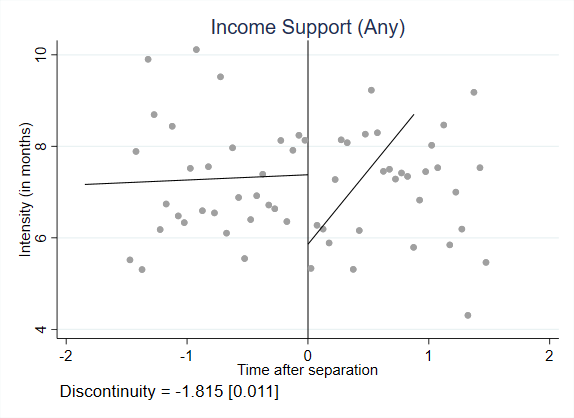 Income Support (Any)
Intensity (in months)
10
8
6
4
-2 -1 0 1 2
Time after separation
Discontinuity = -1.815 [0.011]